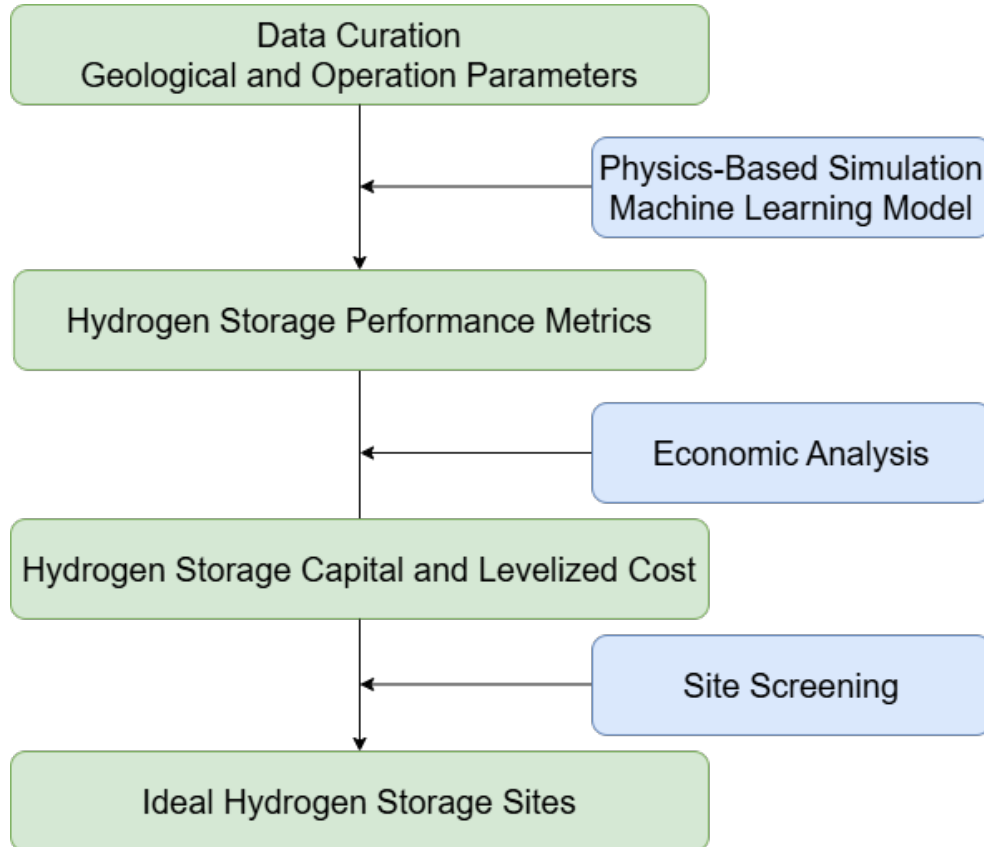 Data Curation
Geological and Operation Parameters
Physics-Based Simulation
Machine Learning Model
Hydrogen Storage Performance Metrics
Economic Analysis
Hydrogen Storage Capital and Levelized Cost
Site Screening
Ideal Hydrogen Storage Sites